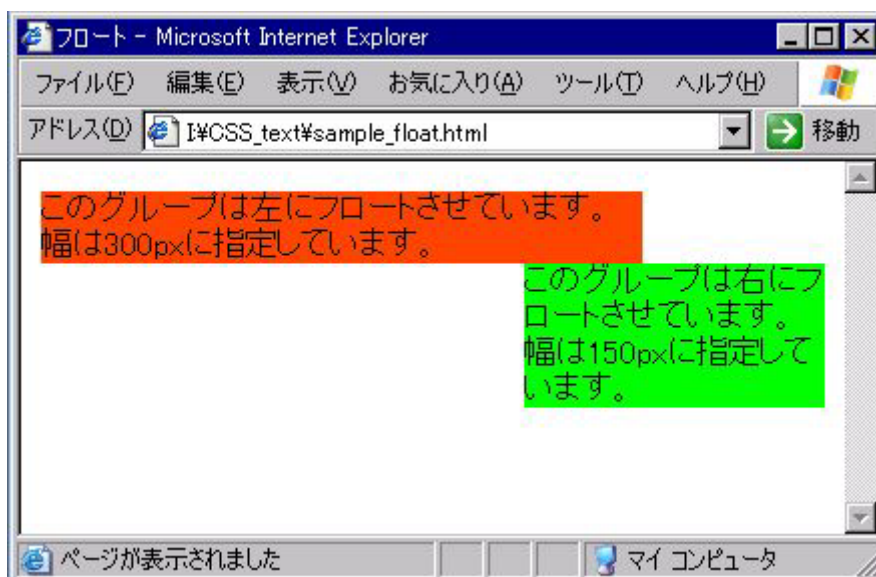 フロート - Microsoft Internet Explorer
ファイル(F) 編集(E) 表示(V) お気に入り(A) ツール(T) ヘルプ(H)
アドレス(D) I¥CSS_text¥sample_float.html 移動
このグループは左にフロートさせています。
幅は300pxに指定しています。
このグループは右にフ
ロートさせています。
幅は150pxに指定して
います。
ページが表示されました マイ コンピュータ